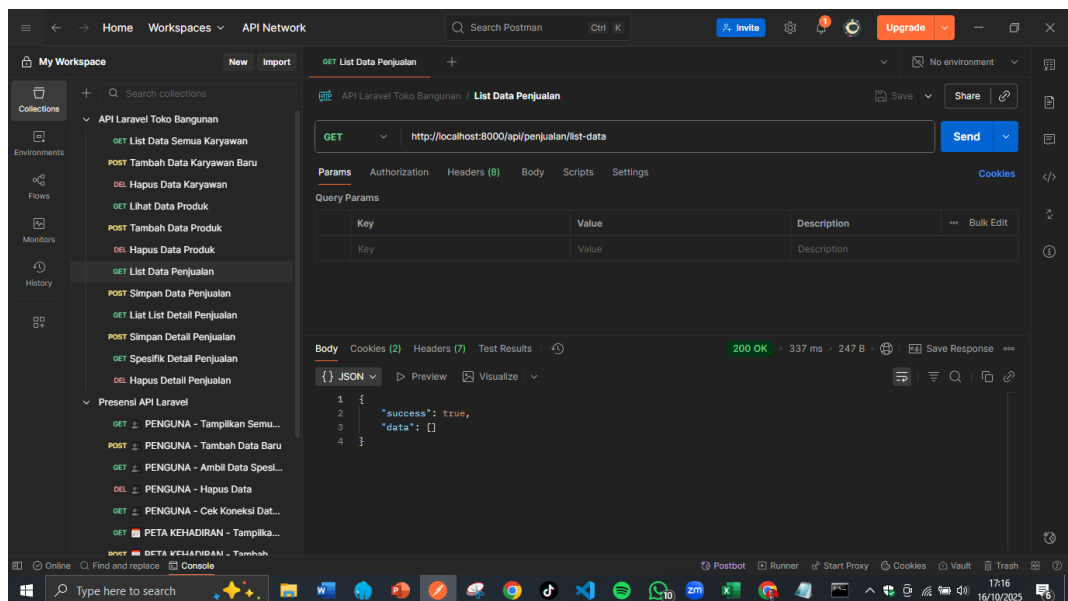 Home Workspaces API Network Search Postman Ctrl K Invite Upgrade
My Workspace New Import GET List Data Penjualan No environment
Collections
Environments
Flows
Monitors
History
Search collections
API Laravel Toko Bangunan
GET List Data Semua Karyawan
POST Tambah Data Karyawan Baru
DEL Hapus Data Karyawan
GET Lihat Data Produk
POST Tambah Data Produk
DEL Hapus Data Produk
GET List Data Penjualan
POST Simpan Data Penjualan
GET Liat List Detail Penjualan
POST Simpan Detail Penjualan
GET Spesifik Detail Penjualan
DEL Hapus Detail Penjualan
Presensi API Laravel
GET PENGUNA - Tampilkan Semu...
POST PENGUNA - Tambah Data Baru
GET PENGUNA - Ambil Data Spesi...
DEL PENGUNA - Hapus Data
GET PENGUNA - Cek Koneksi Dat...
GET PETA KEHADIRAN - Tampilka...
POST PETA KEHADIRAN - Tambah
HTTP API Laravel Toko Bangunan / List Data Penjualan Save Share
GET http://localhost:8000/api/penjualan/list-data Send
Params Authorization Headers (8) Body Scripts Settings Cookies
Query Params
Key Value Description Bulk Edit
Key Value Description
Body Cookies (2) Headers (7) Test Results 200 OK 337 ms 247 B Save Response
{} JSON Preview Visualize
1 {
2 "success": true,
3 "data": []
4 }
Online Find and replace Console Postbot Runner Start Proxy Cookies Vault Trash
Type here to search 10 17:16
16/10/2025 6